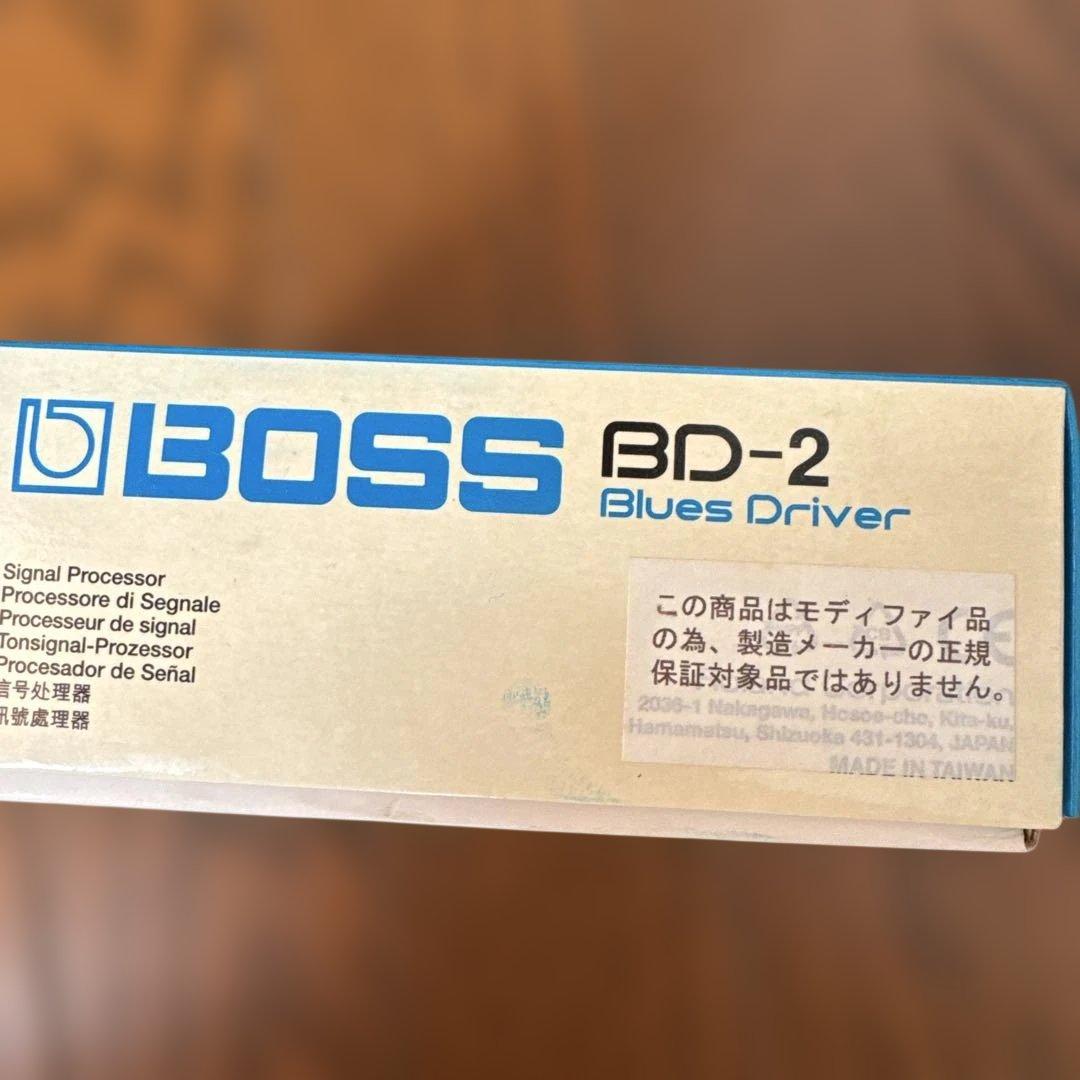 BOSS BD-2
Blues Driver
Signal Processor
Processore di Segnale
Processeur de signal
Tonsignal-Prozessor
Procesador de Señal
信号处理器
訊號處理器
この商品はモディファイ品
の為、製造メーカーの正規
保証対象品ではありません。
Corporation
2036-1 Nakagawa, Hosoe-cho, Kita-ku,
Hamamatsu, Shizuoka 431-1304, JAPAN
MADE IN TAIWAN